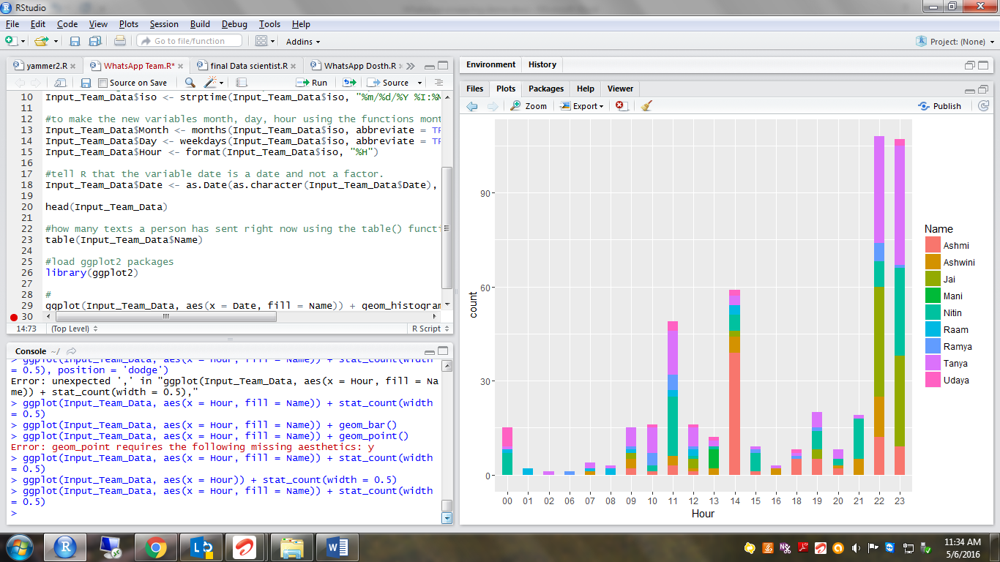 RStudio
File Edit Code View Plots Session Build Debug Tools Help
Go to file/function Addins Project: (None)
yammer2.R WhatsApp Team.R* final Data scientist.R WhatsApp Dosth.R
Source on Save Run Source
10 Input_Team_Data$iso <- strptime(Input_Team_Data$iso, "%m/%d/%Y %I:%M
11
12 #to make the new variables month, day, hour using the functions mont
13 Input_Team_Data$Month <- months(Input_Team_Data$iso, abbreviate = TR
14 Input_Team_Data$Day <- weekdays(Input_Team_Data$iso, abbreviate = TR
15 Input_Team_Data$Hour <- format(Input_Team_Data$iso, "%H")
16
17 #tell R that the variable date is a date and not a factor.
18 Input_Team_Data$Date <- as.Date(as.character(Input_Team_Data$Date),
19
20 head(Input_Team_Data)
21
22 #how many texts a person has sent right now using the table() functi
23 table(Input_Team_Data$Name)
24
25 #load ggplot2 packages
26 library(ggplot2)
27
28 #
29 ggplot(Input_Team_Data, aes(x = Date, fill = Name)) + geom_histogram
30
14:73 (Top Level) R Script
Console ~/
> ggplot(Input_Team_Data, aes(x = Hour, fill = Name)) + stat_count(width
= 0.5), position = 'dodge')
Error: unexpected ',' in "ggplot(Input_Team_Data, aes(x = Hour, fill = Na
me)) + stat_count(width = 0.5),"
> ggplot(Input_Team_Data, aes(x = Hour, fill = Name)) + stat_count(width
= 0.5)
> ggplot(Input_Team_Data, aes(x = Hour, fill = Name)) + geom_bar()
> ggplot(Input_Team_Data, aes(x = Hour, fill = Name)) + geom_point()
Error: geom_point requires the following missing aesthetics: y
> ggplot(Input_Team_Data, aes(x = Hour, fill = Name)) + stat_count(width
= 0.5)
> ggplot(Input_Team_Data, aes(x = Hour)) + stat_count(width = 0.5)
> ggplot(Input_Team_Data, aes(x = Hour, fill = Name)) + stat_count(width
= 0.5)
>
Environment History
Files Plots Packages Help Viewer
Zoom Export Publish
90
60
30
0
count
00 01 02 06 07 08 09 10 11 12 13 14 15 16 18 19 20 21 22 23
Hour
Name
Ashmi
Ashwini
Jai
Mani
Nitin
Raam
Ramya
Tanya
Udaya
11:34 AM
5/6/2016